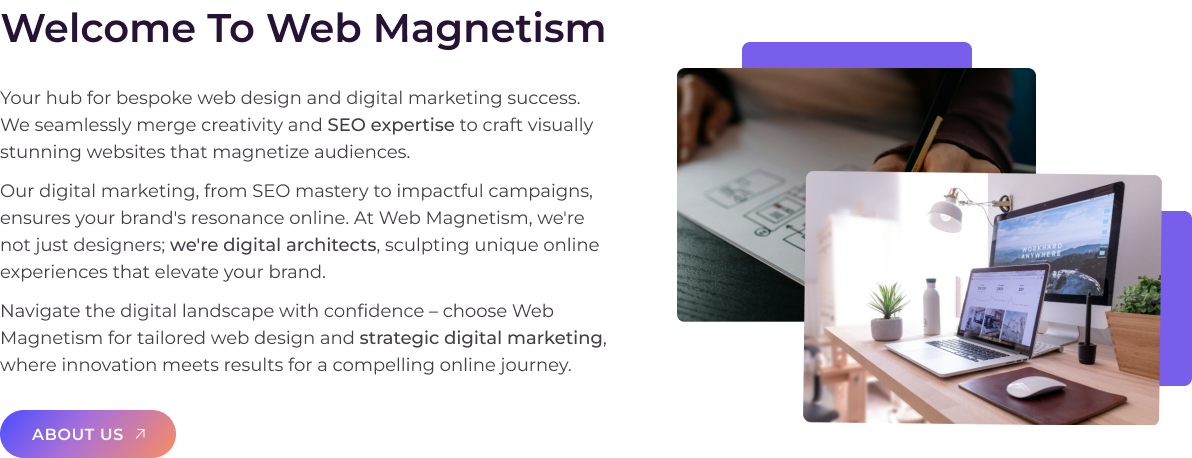 Welcome To Web Magnetism
Your hub for bespoke web design and digital marketing success.
We seamlessly merge creativity and SEO expertise to craft visually
stunning websites that magnetize audiences.
Our digital marketing, from SEO mastery to impactful campaigns,
ensures your brand's resonance online. At Web Magnetism, we're
not just designers; we're digital architects, sculpting unique online
experiences that elevate your brand.
Navigate the digital landscape with confidence – choose Web
Magnetism for tailored web design and strategic digital marketing,
where innovation meets results for a compelling online journey.
ABOUT US
WORKHARD
ANYWHERE